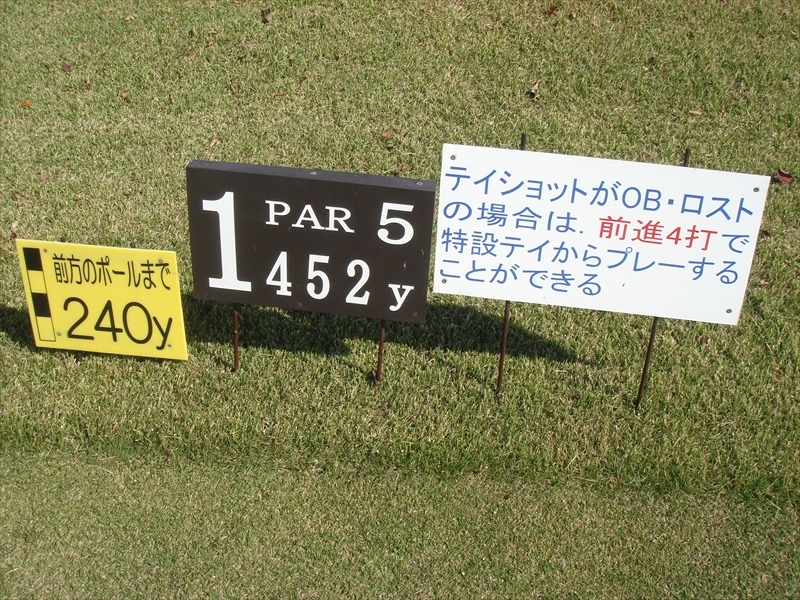 前方のポールまで
240y
1 PAR 5
452y
テイショットがOB・ロスト
の場合は.前進4打で
特設テイからプレーする
ことができる